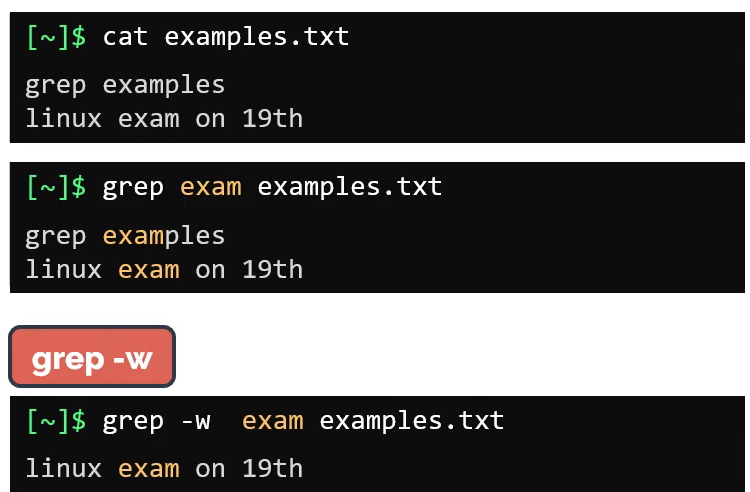 [~]$ cat examples.txt
grep examples
linux exam on 19th
[~]$ grep exam examples.txt
grep examples
linux exam on 19th
grep -w
[~]$ grep -w  exam examples.txt
linux exam on 19th